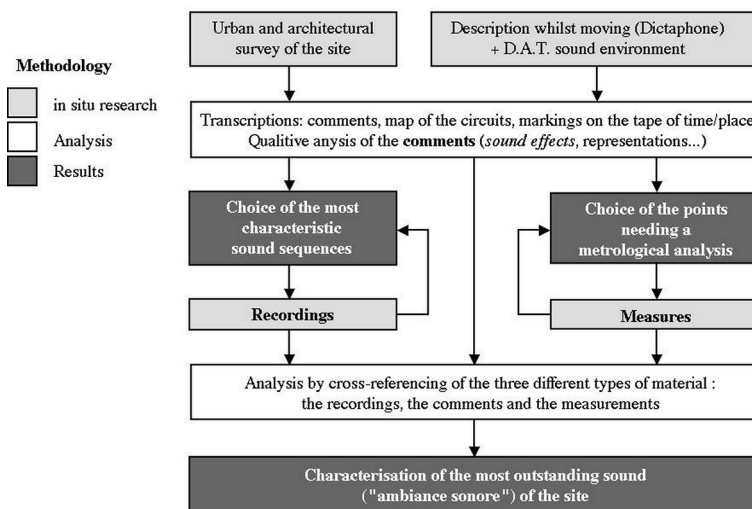 Urban and architectural
survey of the site
Description whilst moving (Dictaphone)
+ D.A.T. sound environment
Methodology
in situ research
Analysis
Results
Transcriptions: comments, map of the circuits, markings on the tape of time/place
Qualitive anysis of the comments (sound effects, representations...)
Choice of the most
characteristic
sound sequences
Choice of the points
needing a
metrological analysis
Recordings
Measures
Analysis by cross-referencing of the three different types of material :
the recordings, the comments and the measurements
Characterisation of the most outstanding sound
("ambiance sonore") of the site